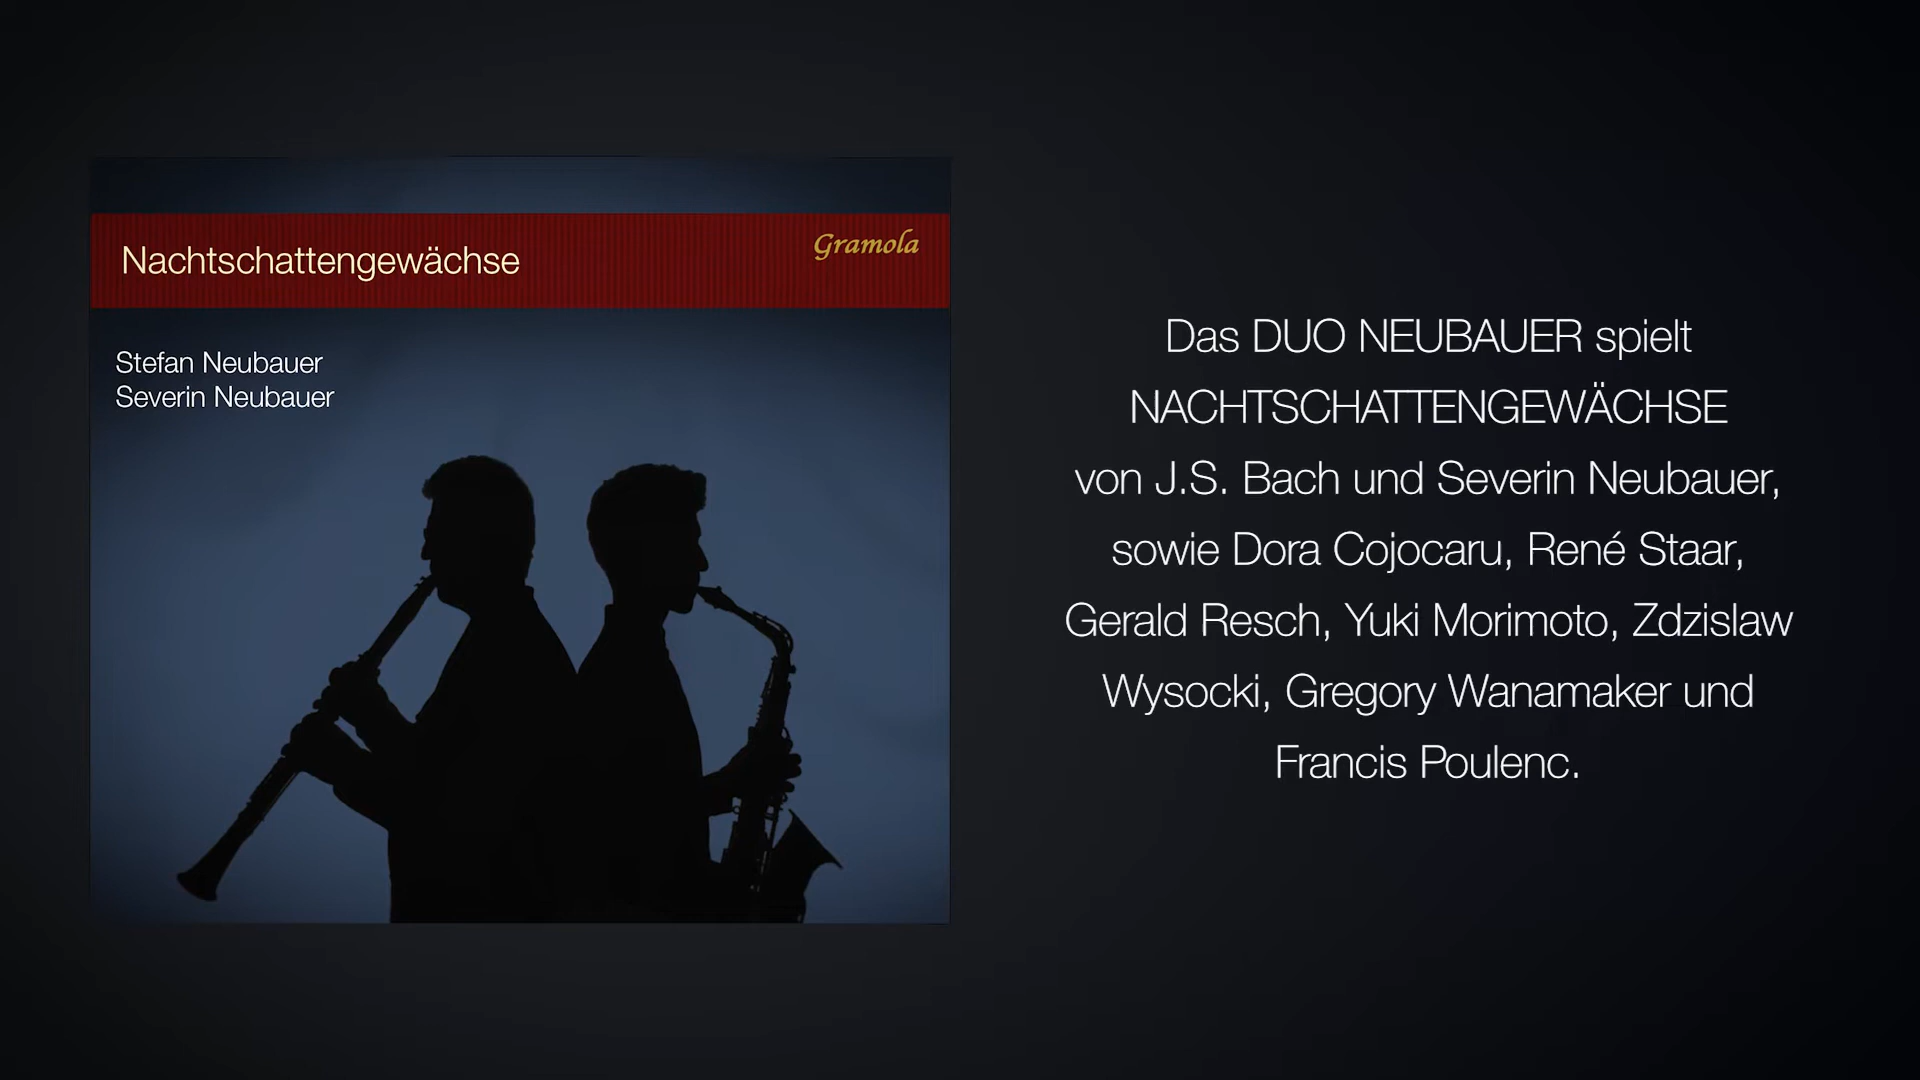 Nachtschattengewächse
Gramola
Stefan Neubauer
Severin Neubauer
Das DUO NEUBAUER spielt
NACHTSCHATTENGEWÄCHSE
von J.S. Bach und Severin Neubauer,
sowie Dora Cojocaru, René Staar,
Gerald Resch, Yuki Morimoto, Zdzislaw
Wysocki, Gregory Wanamaker und
Francis Poulenc.